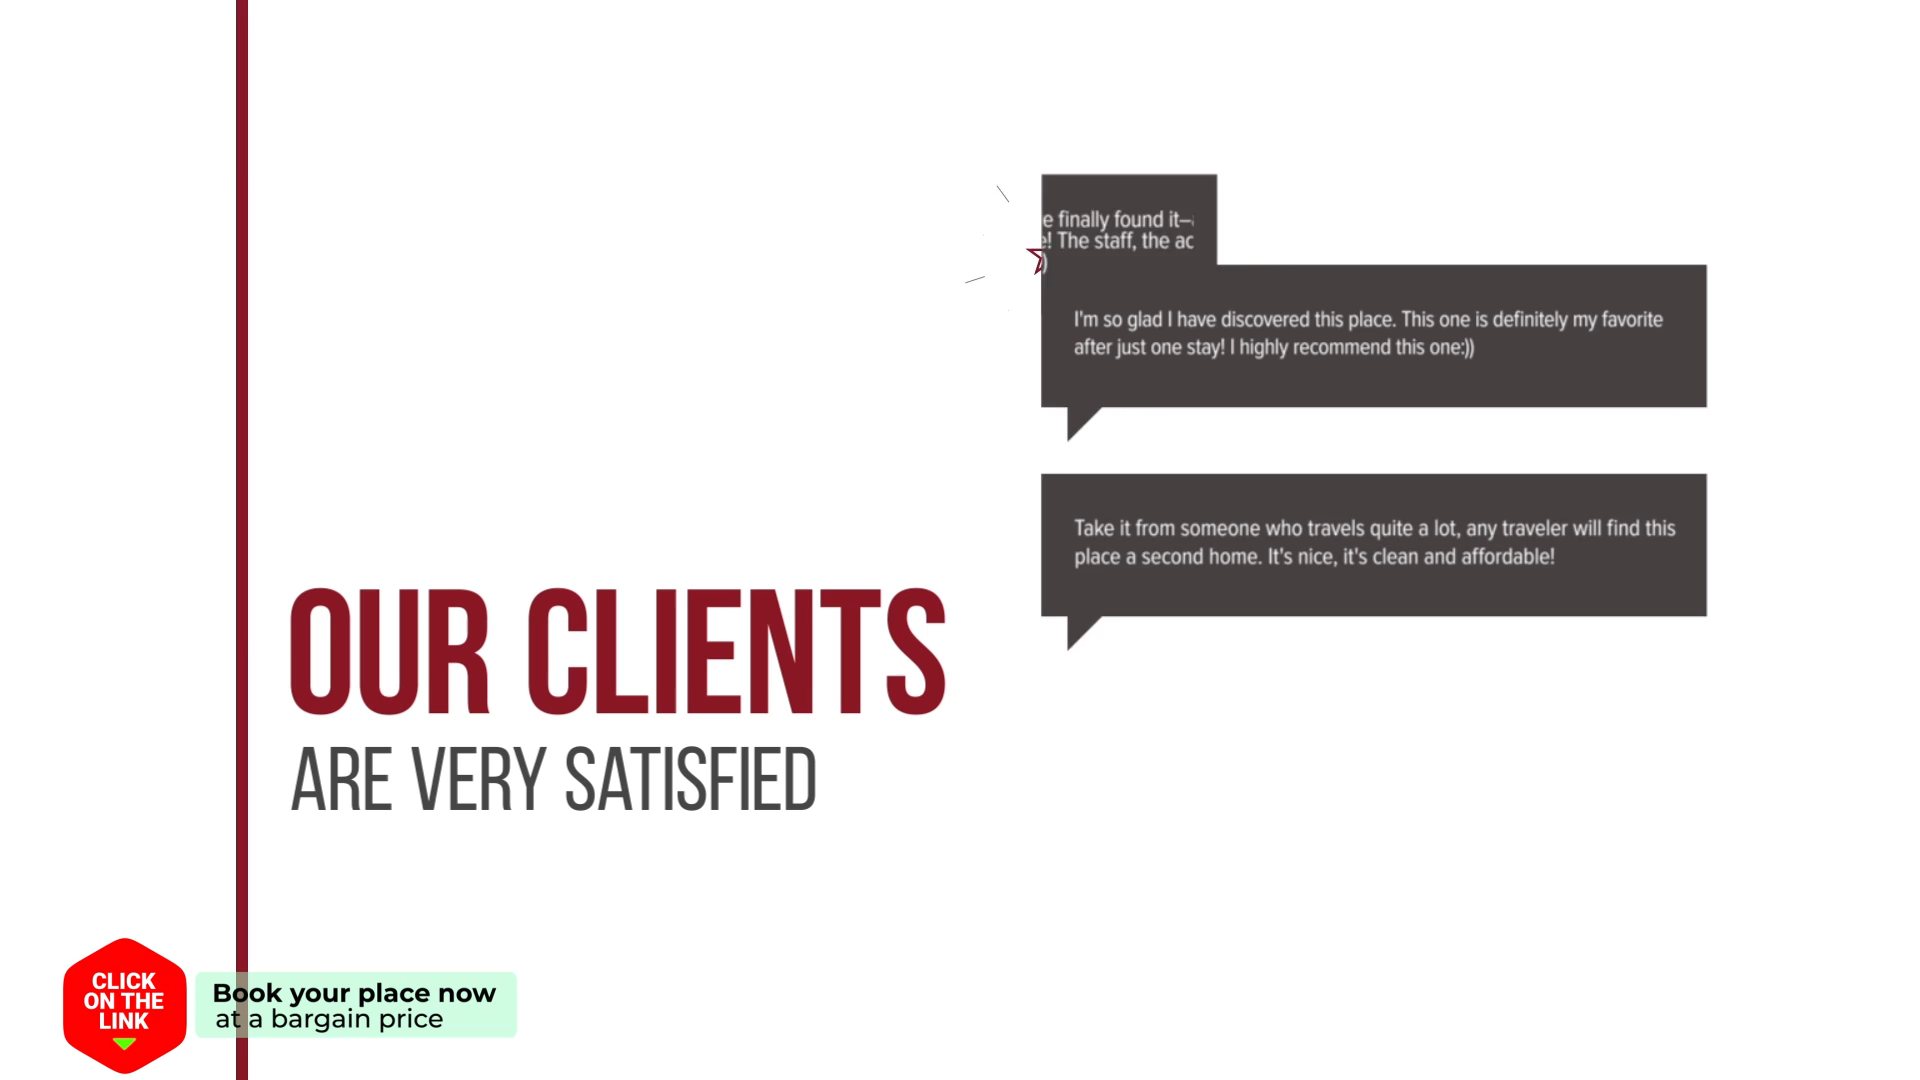 finally found it–
! The staff, the
I'm so glad I have discovered this place. This one is definitely my favorite
after just one stay! I highly recommend this one:))
Take it from someone who travels quite a lot, any traveler will find this
place a second home. It's nice, it's clean and affordable!
OUR CLIENTS
ARE VERY SATISFIED
CLICK
ON THE
LINK
Book your place now
at a bargain price